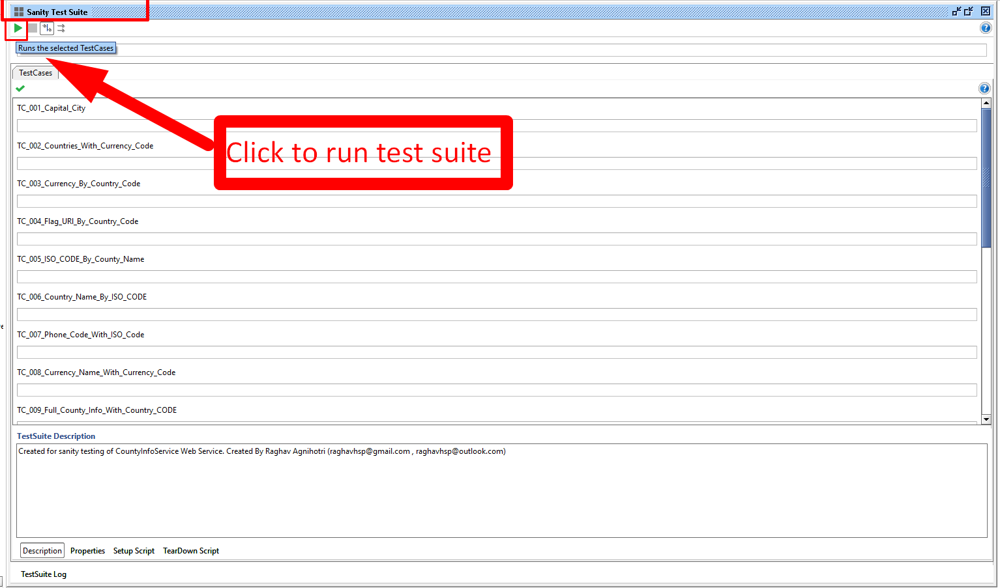 Sanity Test Suite
Runs the selected TestCases
TestCases
TC_001_Capital_City
TC_002_Countries_With_Currency_Code
Click to run test suite
TC_003_Currency_By_Country_Code
TC_004_Flag_URI_By_Country_Code
TC_005_ISO_CODE_By_County_Name
TC_006_Country_Name_By_ISO_CODE
TC_007_Phone_Code_With_ISO_Code
TC_008_Currency_Name_With_Currency_Code
TC_009_Full_County_Info_With_Country_CODE
TestSuite Description
Created for sanity testing of CountyInfoService Web Service. Created By Raghav Agnihotri (raghavhsp@gmail.com , raghavhsp@outlook.com)
Description Properties Setup Script TearDown Script
TestSuite Log